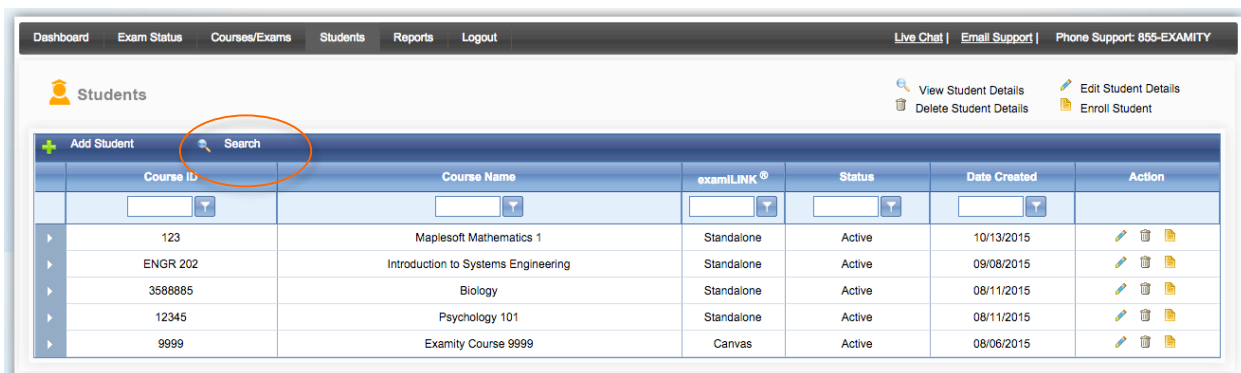 Dashboard Exam Status Courses/Exams Students Reports Logout Live Chat | Email Support | Phone Support: 855-EXAMITY
Students
View Student Details Edit Student Details
Delete Student Details Enroll Student
Add Student Search
Course ID Course Name examiLINK® Status Date Created Action
123 Maplesoft Mathematics 1 Standalone Active 10/13/2015
ENGR 202 Introduction to Systems Engineering Standalone Active 09/08/2015
3588885 Biology Standalone Active 08/11/2015
12345 Psychology 101 Standalone Active 08/11/2015
9999 Examity Course 9999 Canvas Active 08/06/2015